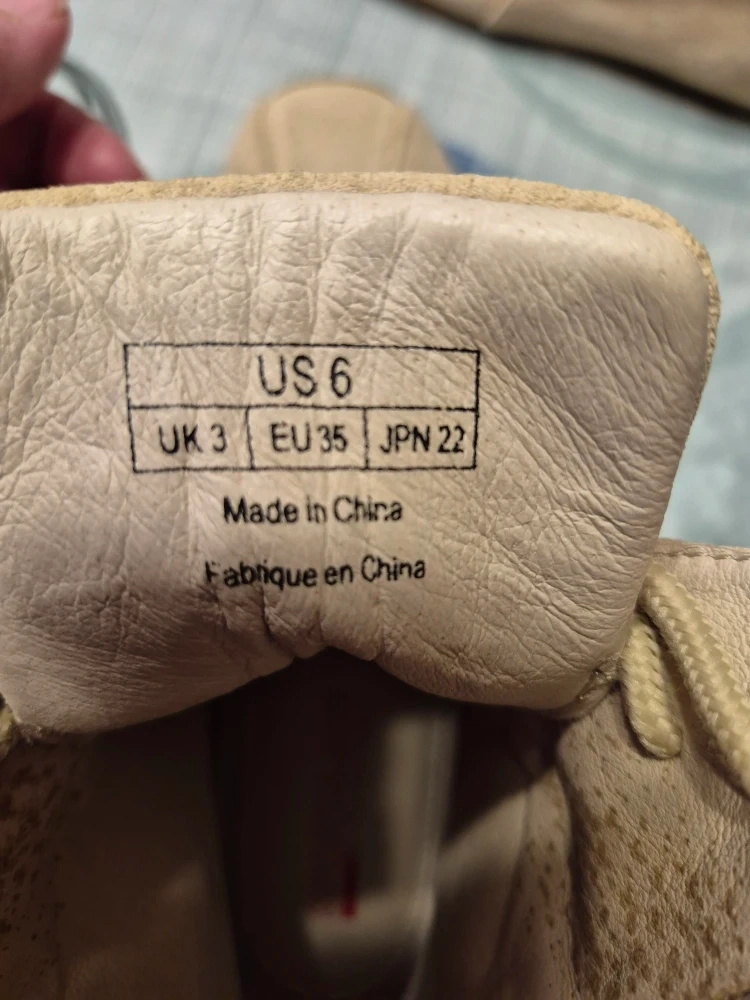 US 6
UK 3 EU 35 JPN 22
Made in China
Fabrique en China